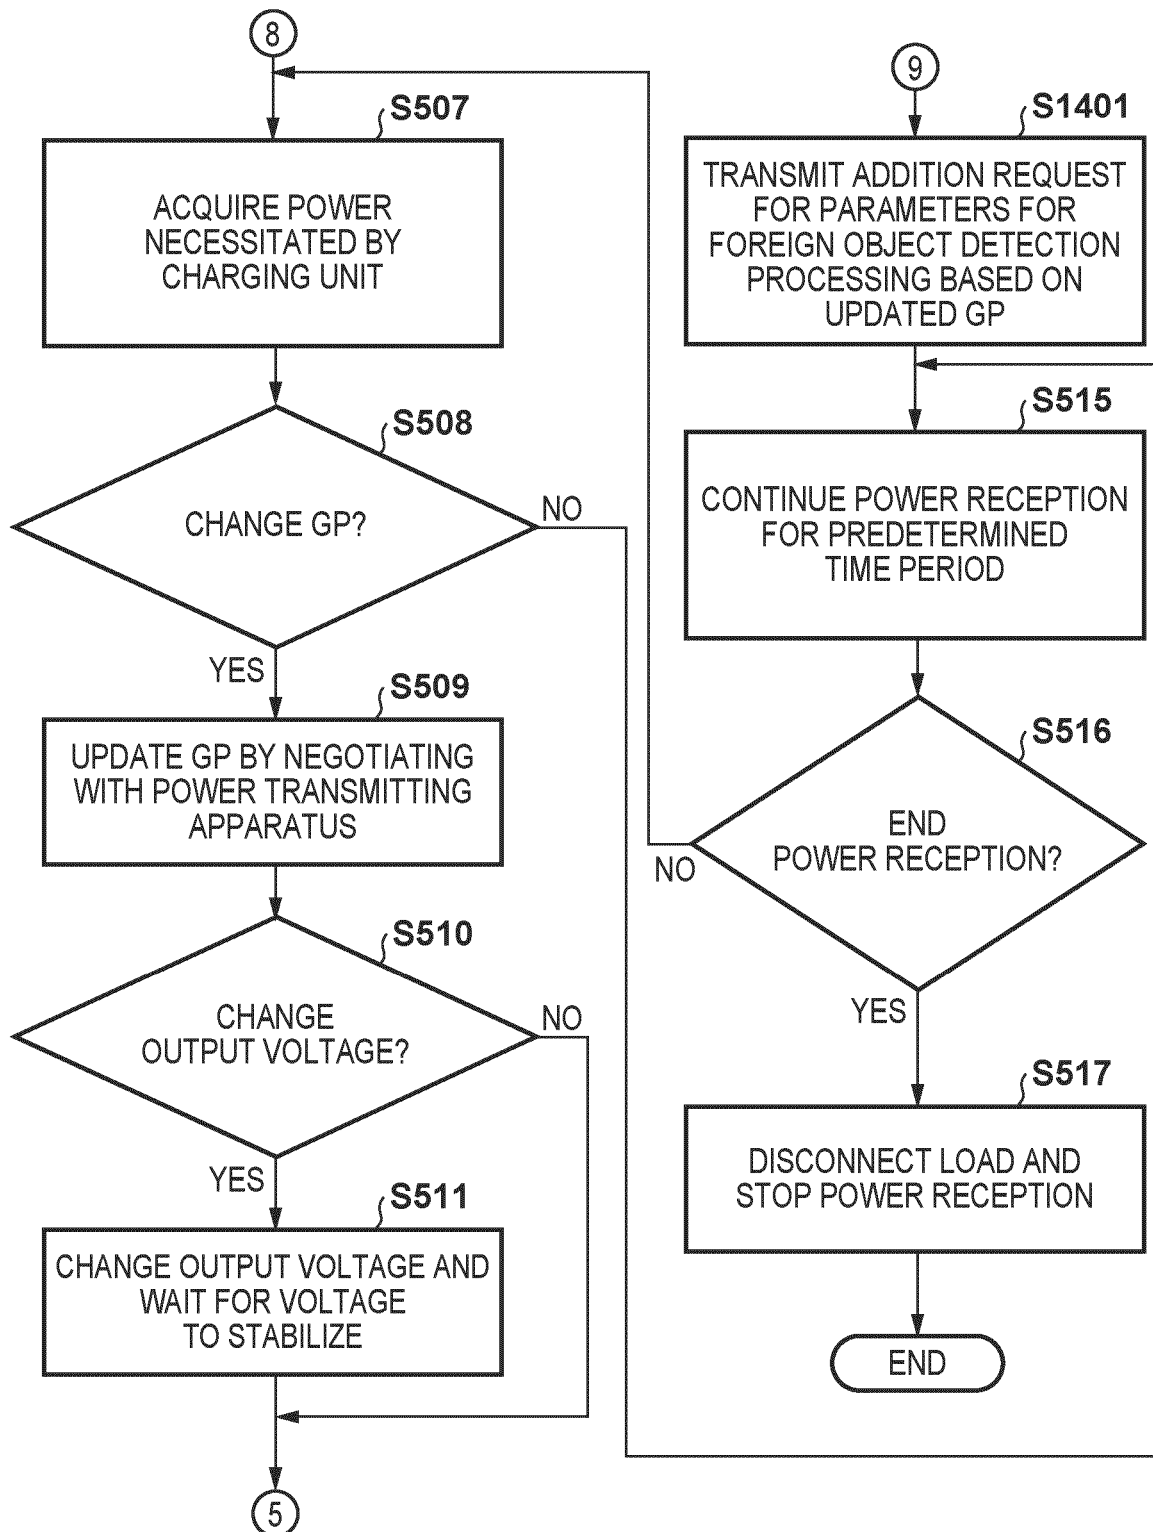 8
S507
ACQUIRE POWER
NECESSITATED BY
CHARGING UNIT
S508
CHANGE GP?
NO
YES
S509
UPDATE GP BY NEGOTIATING
WITH POWER TRANSMITTING
APPARATUS
S510
CHANGE
OUTPUT VOLTAGE?
NO
YES
S511
CHANGE OUTPUT VOLTAGE AND
WAIT FOR VOLTAGE
TO STABILIZE
5
9
S1401
TRANSMIT ADDITION REQUEST
FOR PARAMETERS FOR
FOREIGN OBJECT DETECTION
PROCESSING BASED ON
UPDATED GP
S515
CONTINUE POWER RECEPTION
FOR PREDETERMINED
TIME PERIOD
S516
END
POWER RECEPTION?
NO
YES
S517
DISCONNECT LOAD AND
STOP POWER RECEPTION
END